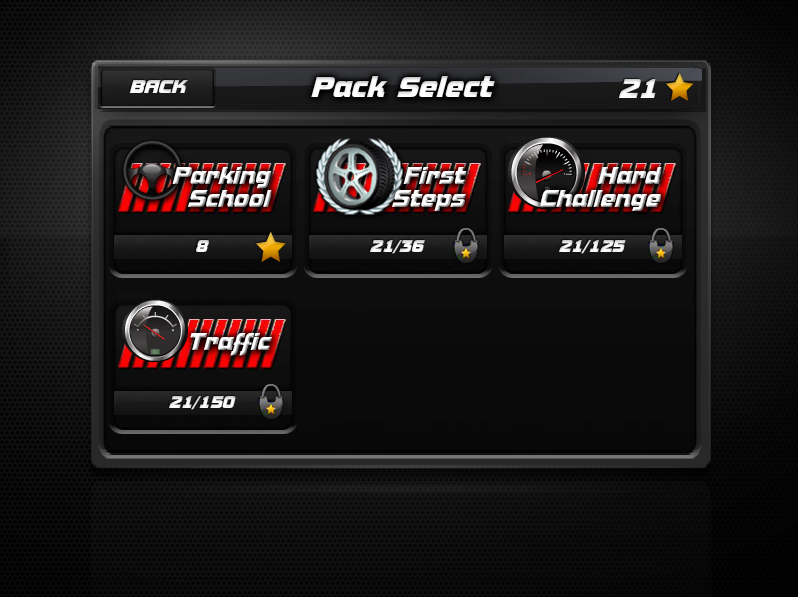 BACK
Pack Select
21
Parking
School
8
First
Steps
21/36
Hard
Challenge
21/125
Traffic
21/150